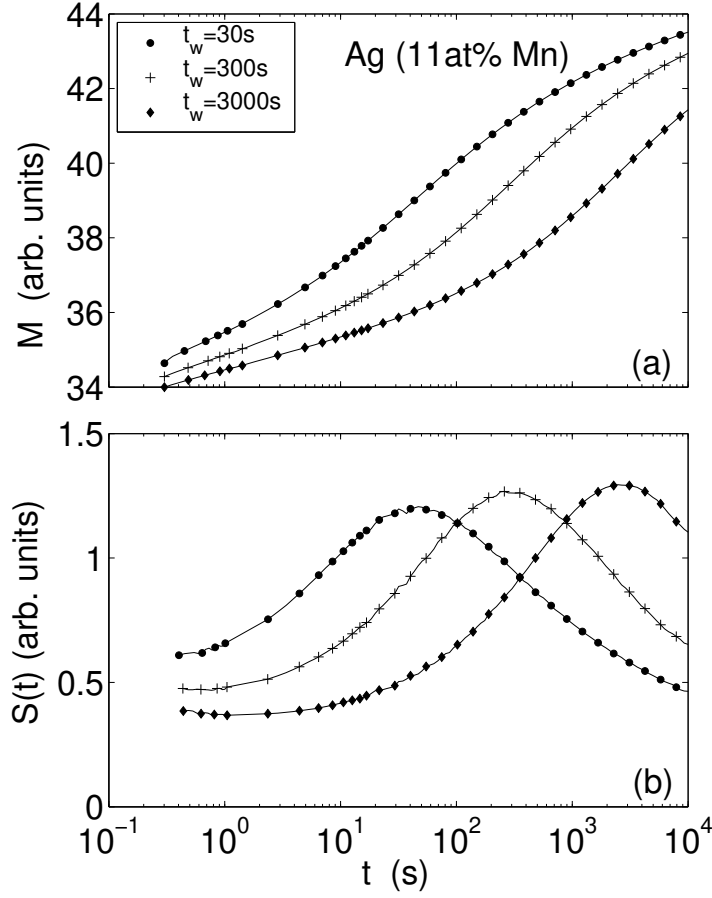 44
42
40
38
36
34
M (arb. units)
t_w=30s
t_w=300s
t_w=3000s
Ag (11at% Mn)
(a)
1.5
1
0.5
0
S(t) (arb. units)
(b)
10^−1 10^0 10^1 10^2 10^3 10^4
t (s)